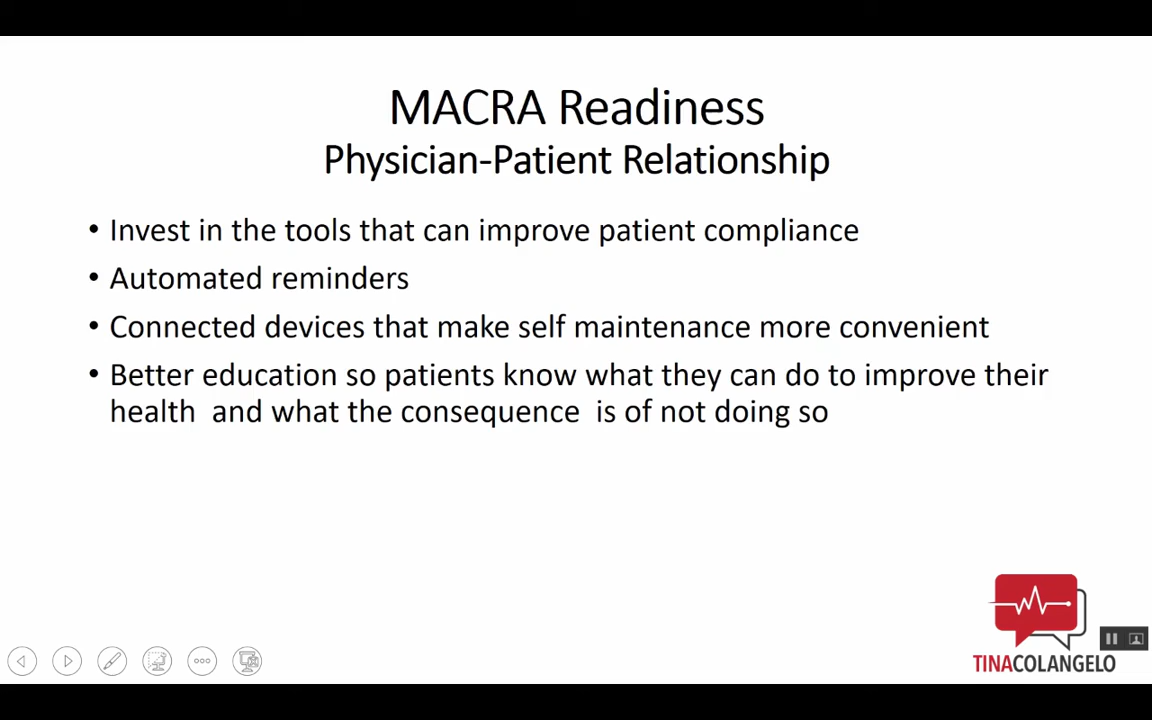 MACRA Readiness
Physician-Patient Relationship
• Invest in the tools that can improve patient compliance
• Automated reminders
• Connected devices that make self maintenance more convenient
• Better education so patients know what they can do to improve their
health  and what the consequence  is of not doing so
TINACOLANGELO